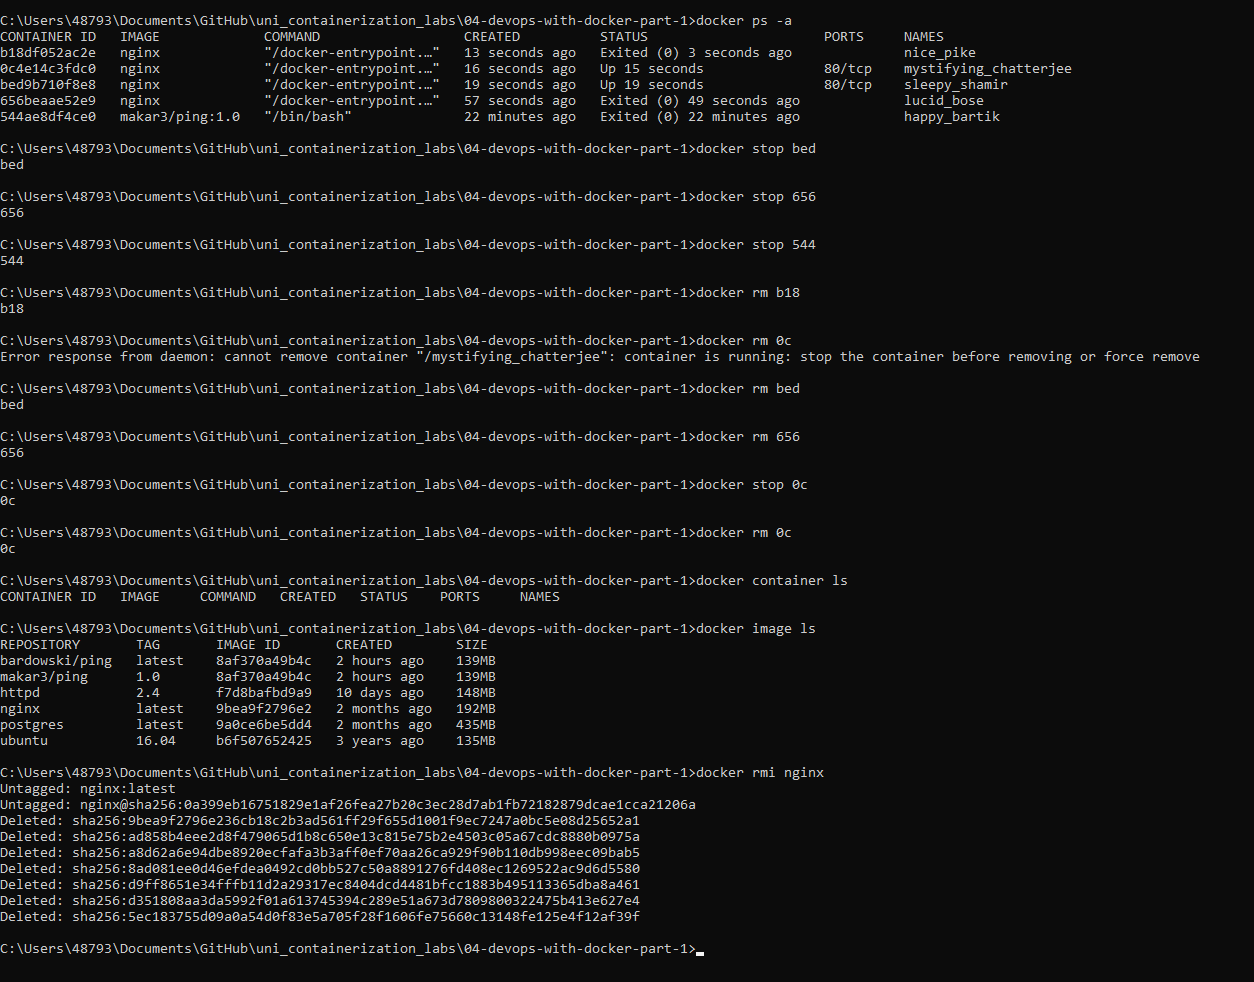 C:\Users\48793\Documents\GitHub\uni_containerization_labs\04-devops-with-docker-part-1>docker ps -a
CONTAINER ID   IMAGE             COMMAND                  CREATED          STATUS                      PORTS     NAMES
b18df052ac2e   nginx             "/docker-entrypoint.…"   13 seconds ago   Exited (0) 3 seconds ago              nice_pike
0c4e14c3fdc0   nginx             "/docker-entrypoint.…"   16 seconds ago   Up 15 seconds               80/tcp    mystifying_chatterjee
bed9b710f8e8   nginx             "/docker-entrypoint.…"   19 seconds ago   Up 19 seconds               80/tcp    sleepy_shamir
656beaae52e9   nginx             "/docker-entrypoint.…"   57 seconds ago   Exited (0) 49 seconds ago             lucid_bose
544ae8df4ce0   makar3/ping:1.0   "/bin/bash"              22 minutes ago   Exited (0) 22 minutes ago             happy_bartik
C:\Users\48793\Documents\GitHub\uni_containerization_labs\04-devops-with-docker-part-1>docker stop bed
bed
C:\Users\48793\Documents\GitHub\uni_containerization_labs\04-devops-with-docker-part-1>docker stop 656
656
C:\Users\48793\Documents\GitHub\uni_containerization_labs\04-devops-with-docker-part-1>docker stop 544
544
C:\Users\48793\Documents\GitHub\uni_containerization_labs\04-devops-with-docker-part-1>docker rm b18
b18
C:\Users\48793\Documents\GitHub\uni_containerization_labs\04-devops-with-docker-part-1>docker rm 0c
Error response from daemon: cannot remove container "/mystifying_chatterjee": container is running: stop the container before removing or force remove
C:\Users\48793\Documents\GitHub\uni_containerization_labs\04-devops-with-docker-part-1>docker rm bed
bed
C:\Users\48793\Documents\GitHub\uni_containerization_labs\04-devops-with-docker-part-1>docker rm 656
656
C:\Users\48793\Documents\GitHub\uni_containerization_labs\04-devops-with-docker-part-1>docker stop 0c
0c
C:\Users\48793\Documents\GitHub\uni_containerization_labs\04-devops-with-docker-part-1>docker rm 0c
0c
C:\Users\48793\Documents\GitHub\uni_containerization_labs\04-devops-with-docker-part-1>docker container ls
CONTAINER ID   IMAGE     COMMAND   CREATED   STATUS    PORTS     NAMES
C:\Users\48793\Documents\GitHub\uni_containerization_labs\04-devops-with-docker-part-1>docker image ls
REPOSITORY       TAG       IMAGE ID       CREATED        SIZE
bardowski/ping   latest    8af370a49b4c   2 hours ago    139MB
makar3/ping      1.0       8af370a49b4c   2 hours ago    139MB
httpd            2.4       f7d8bafbd9a9   10 days ago    148MB
nginx            latest    9bea9f2796e2   2 months ago   192MB
postgres         latest    9a0ce6be5dd4   2 months ago   435MB
ubuntu           16.04     b6f507652425   3 years ago    135MB
C:\Users\48793\Documents\GitHub\uni_containerization_labs\04-devops-with-docker-part-1>docker rmi nginx
Untagged: nginx:latest
Untagged: nginx@sha256:0a399eb16751829e1af26fea27b20c3ec28d7ab1fb72182879dcae1cca21206a
Deleted: sha256:9bea9f2796e236cb18c2b3ad561ff29f655d1001f9ec7247a0bc5e08d25652a1
Deleted: sha256:ad858b4eee2d8f479065d1b8c650e13c815e75b2e4503c05a67cdc8880b0975a
Deleted: sha256:a8d62a6e94dbe8920ecfafa3b3aff0ef70aa26ca929f90b110db998eec09bab5
Deleted: sha256:8ad081ee0d46efdea0492cd0bb527c50a8891276fd408ec1269522ac9d6d5580
Deleted: sha256:d9ff8651e34fffb11d2a29317ec8404dcd4481bfcc1883b495113365dba8a461
Deleted: sha256:d351808aa3da5992f01a613745394c289e51a673d7809800322475b413e627e4
Deleted: sha256:5ec183755d09a0a54d0f83e5a705f28f1606fe75660c13148fe125e4f12af39f
C:\Users\48793\Documents\GitHub\uni_containerization_labs\04-devops-with-docker-part-1>